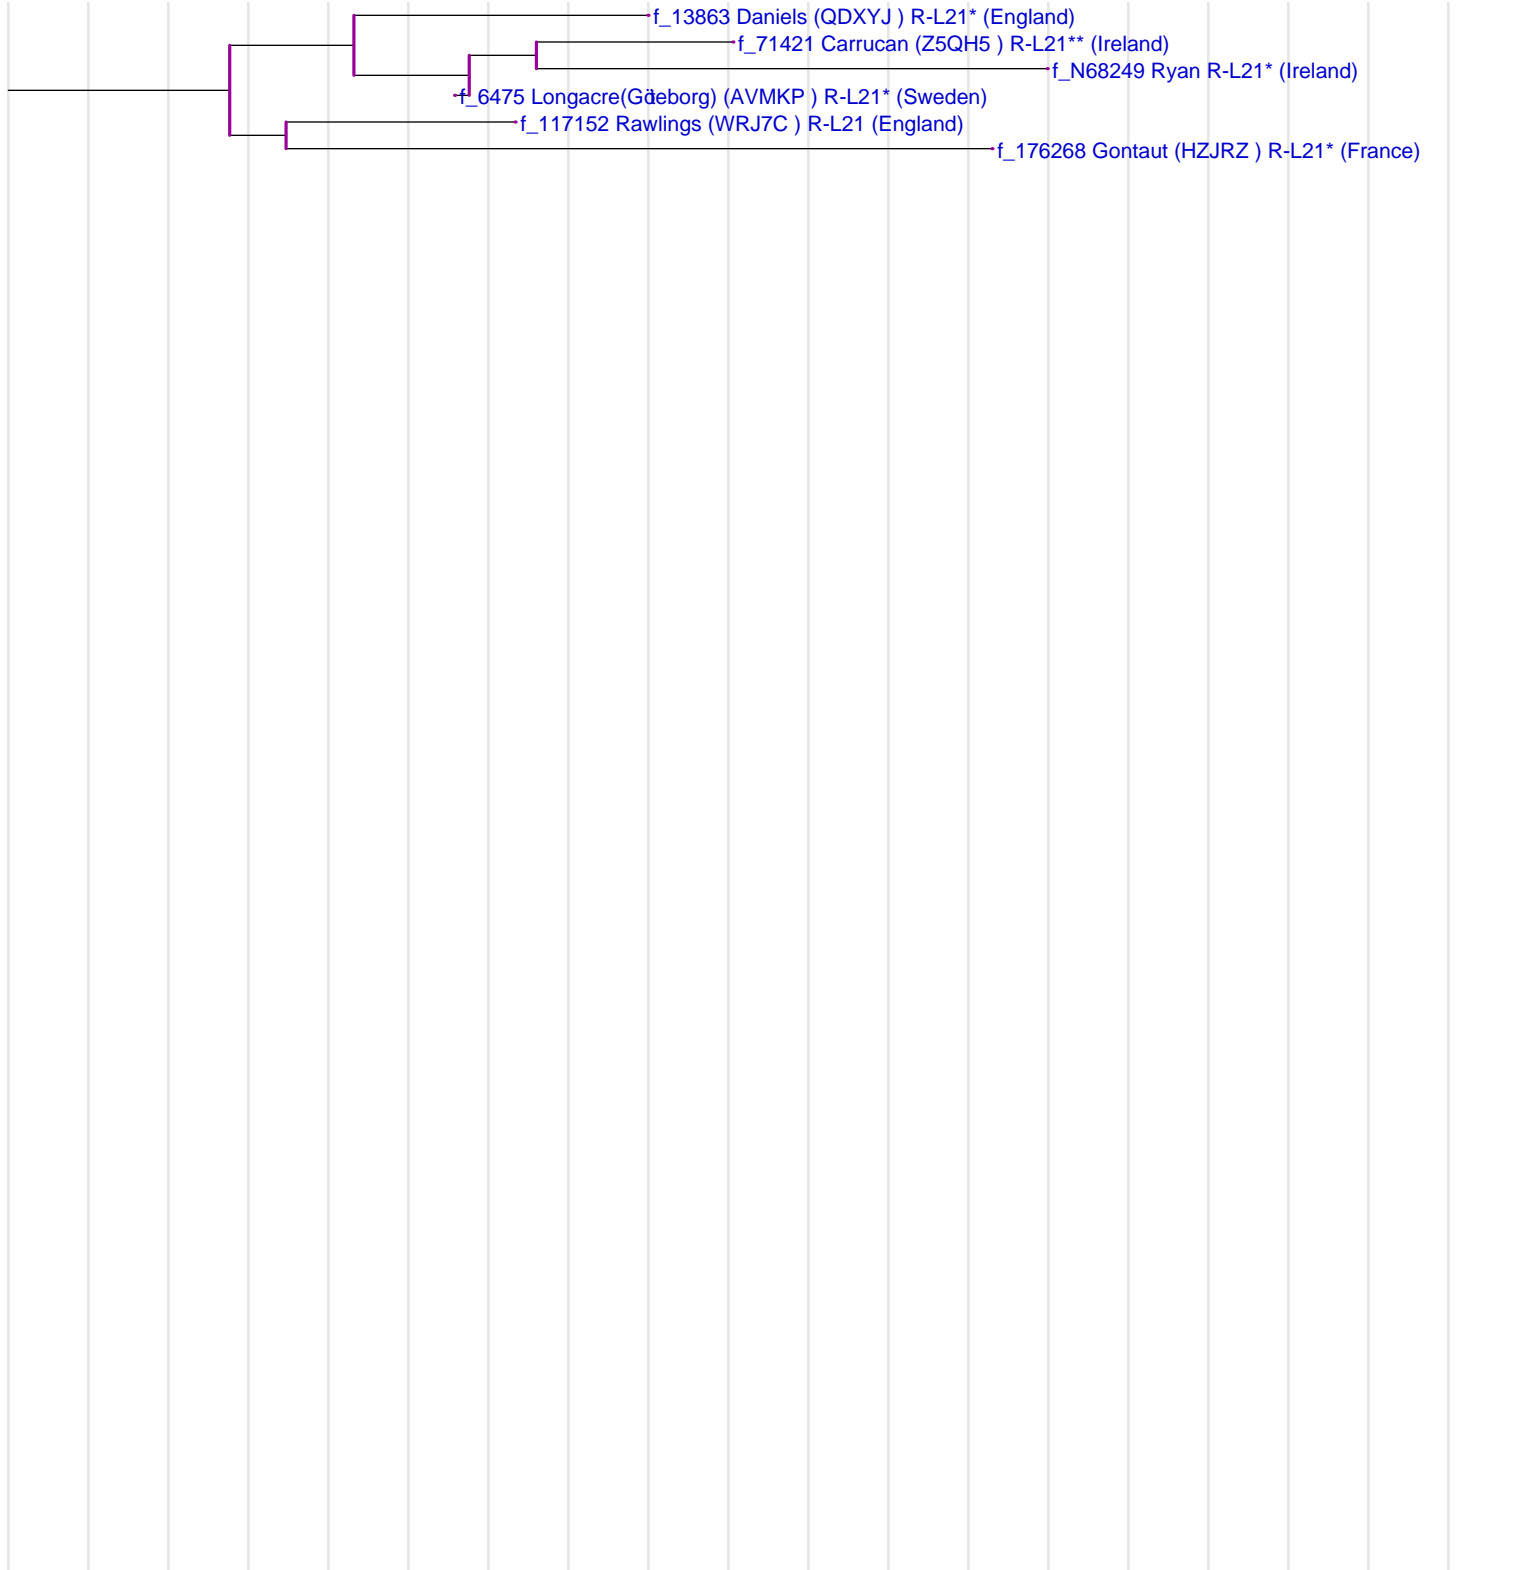 f_13863 Daniels (QDXYJ ) R-L21* (England)
f_71421 Carrucan (Z5QH5 ) R-L21** (Ireland)
f_N68249 Ryan R-L21* (Ireland)
f_6475 Longacre(Göteborg) (AVMKP ) R-L21* (Sweden)
f_117152 Rawlings (WRJ7C ) R-L21 (England)
f_176268 Gontaut (HZJRZ ) R-L21* (France)